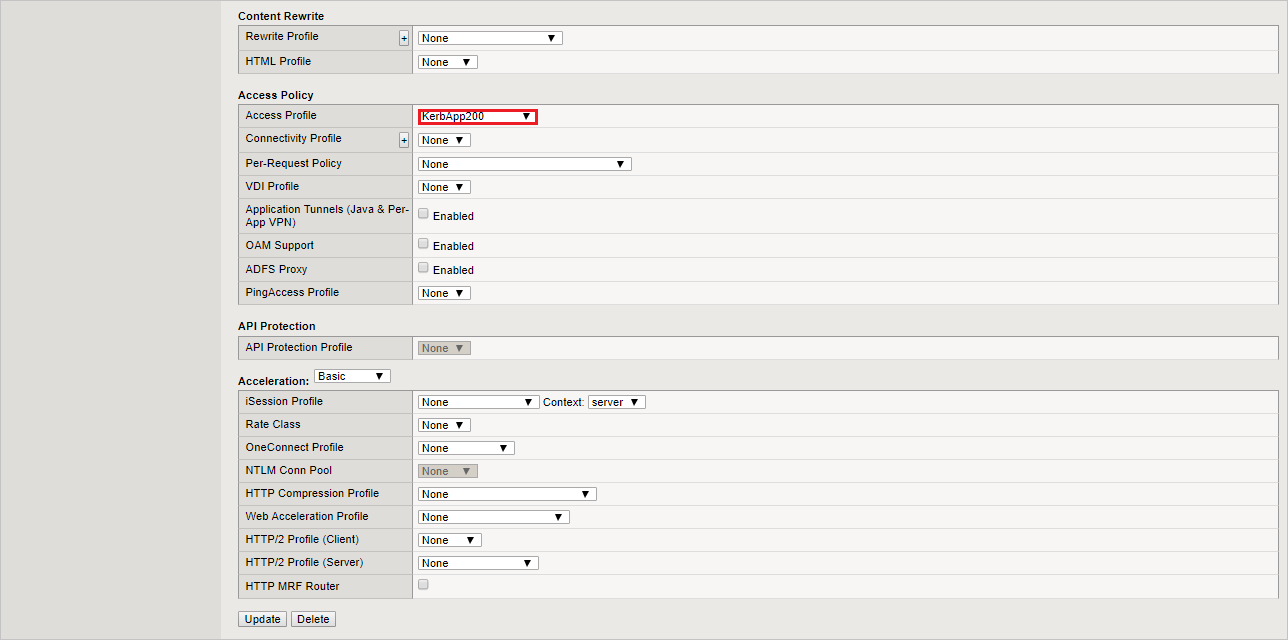 Content Rewrite
Rewrite Profile + None
HTML Profile None
Access Policy
Access Profile KerbApp200
Connectivity Profile + None
Per-Request Policy None
VDI Profile None
Application Tunnels (Java & Per-
App VPN) Enabled
OAM Support Enabled
ADFS Proxy Enabled
PingAccess Profile None
API Protection
API Protection Profile None
Acceleration: Basic
iSession Profile None Context: server
Rate Class None
OneConnect Profile None
NTLM Conn Pool None
HTTP Compression Profile None
Web Acceleration Profile None
HTTP/2 Profile (Client) None
HTTP/2 Profile (Server) None
HTTP MRF Router
Update Delete